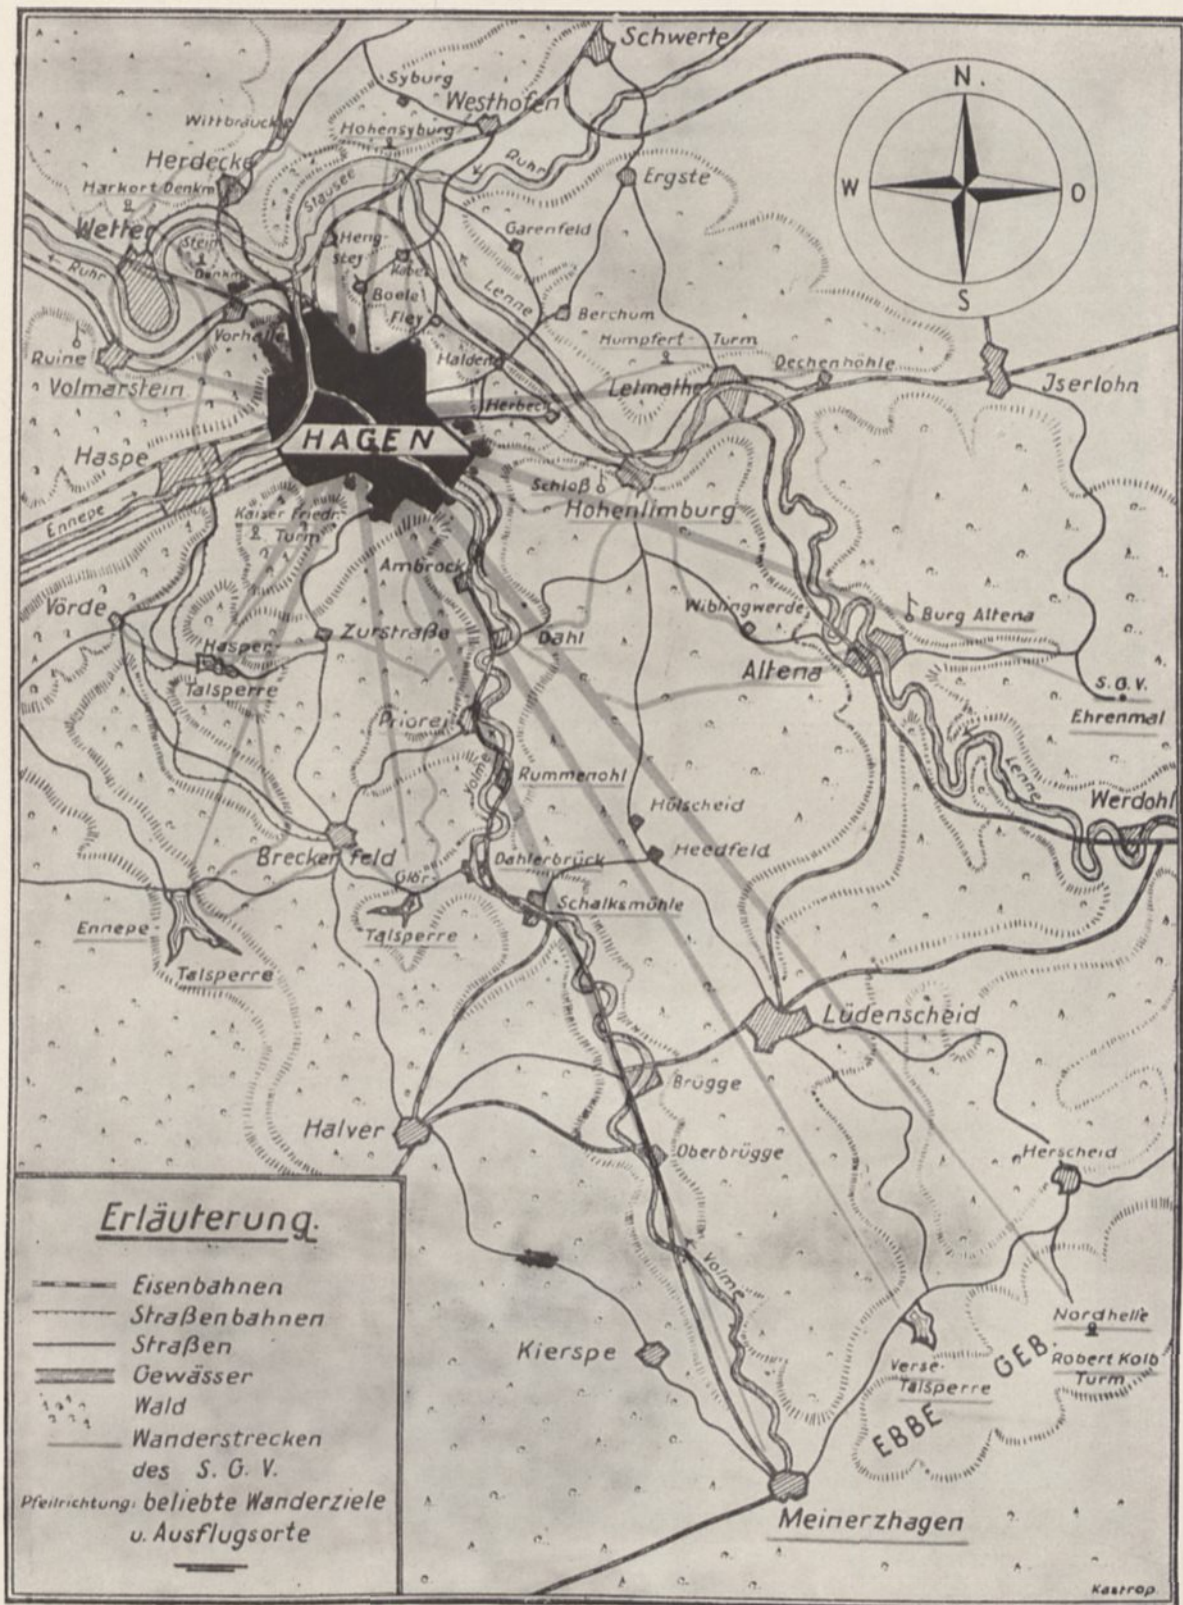 Schwerte
N.
Syburg
Westhofen
Wittbräucke
Hohensyburg
Herdecke
Ruhr
Ergste
Harkort Denkm.
Stausee
W
O
Wetter
Stein
Denkm.
Heng-
stey
Garenfeld
Kabel
Ruhr
Boele
Lenne
S
Fley
Berchum
Vorhalle
Humpfert-Turm
Ruine
Volmarstein
Halden
Dechenhöhle
Letmathe
Iserlohn
Herbeck
HAGEN
Haspe
Schloß
Hohenlimburg
Ennepe
Kaiser Friedr.
Turm
Ambrock
Vörde
Wiblingwerde
Burg Altena
Zurstraße
Dahl
Hasper-
Talsperre
Altena
S.G.V.
Ehrenmal
Priorei
Volme
Rummenohl
Lenne
Werdohl
Hülscheid
Breckerfeld
Dahlerbrück
Heedfeld
Glör-
Talsperre
Schalksmühle
Ennepe-
Talsperre
Lüdenscheid
Brügge
Halver
Oberbrügge
Herscheid
Erläuterung.
Volme
Eisenbahnen
Straßenbahnen
Straßen
Gewässer
Wald
Wanderstrecken
des S. G. V.
Pfeilrichtung: beliebte Wanderziele
u. Ausflugsorte
Nordhelle
Robert Kolb
Turm
Kierspe
Verse-
Talsperre
EBBE GEB.
Meinerzhagen
Kastrop.